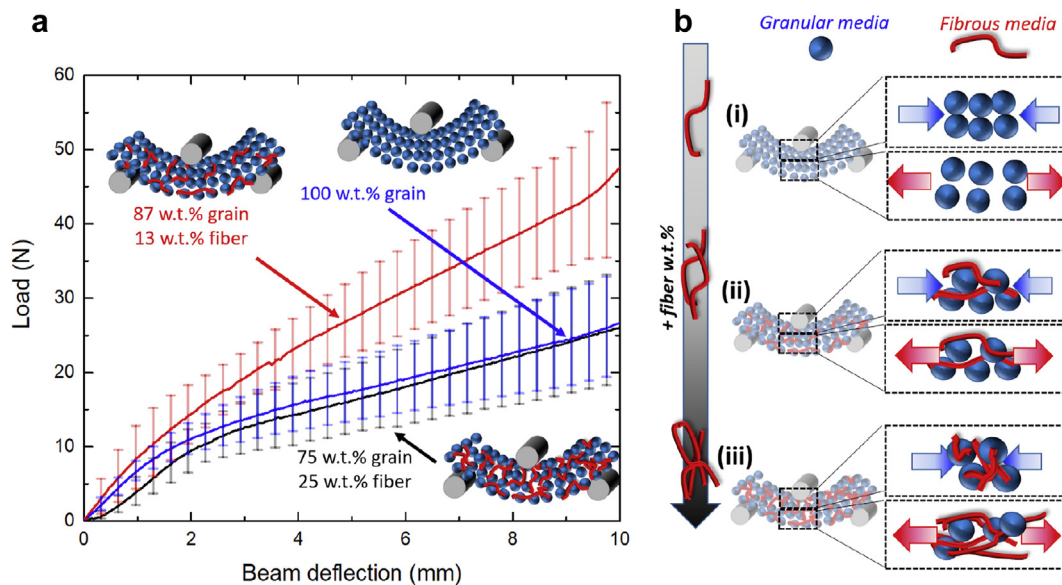 a
60
50
40
30
20
10
0
Load (N)
0
2
4
6
8
10
Beam deflection (mm)
87 w.t.% grain
13 w.t.% fiber
100 w.t.% grain
75 w.t.% grain
25 w.t.% fiber
b
Granular media
Fibrous media
+ fiber w.t.%
(i)
(ii)
(iii)